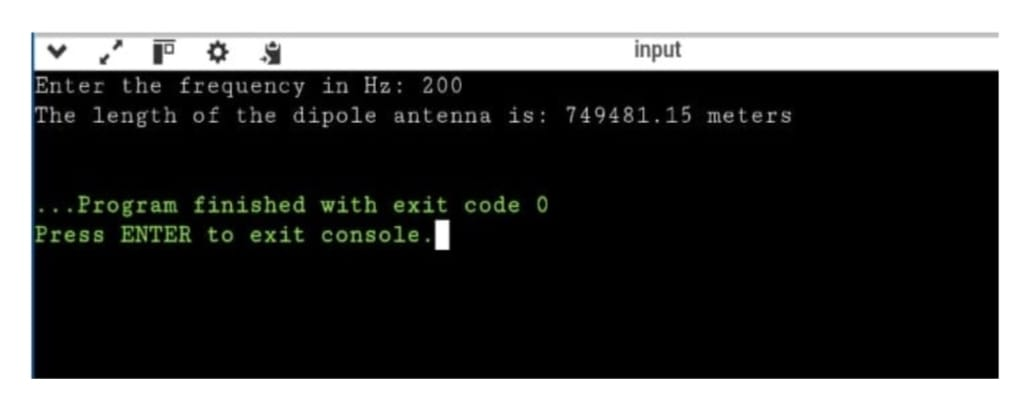 input
Enter the frequency in Hz: 200
The length of the dipole antenna is: 749481.15 meters
...Program finished with exit code 0
Press ENTER to exit console.